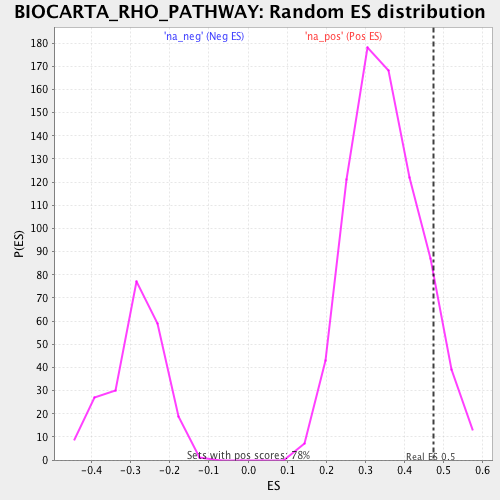 BIOCARTA_RHO_PATHWAY: Random ES distribution
'na_neg' (Neg ES) 'na_pos' (Pos ES)
180
170
160
150
140
130
120
110
100
90
80
70
60
50
40
30
20
10
0
P(ES)
Sets with pos scores: 78%
Real ES 0.5
-0.4 -0.3 -0.2 -0.1 0.0 0.1 0.2 0.3 0.4 0.5 0.6
ES